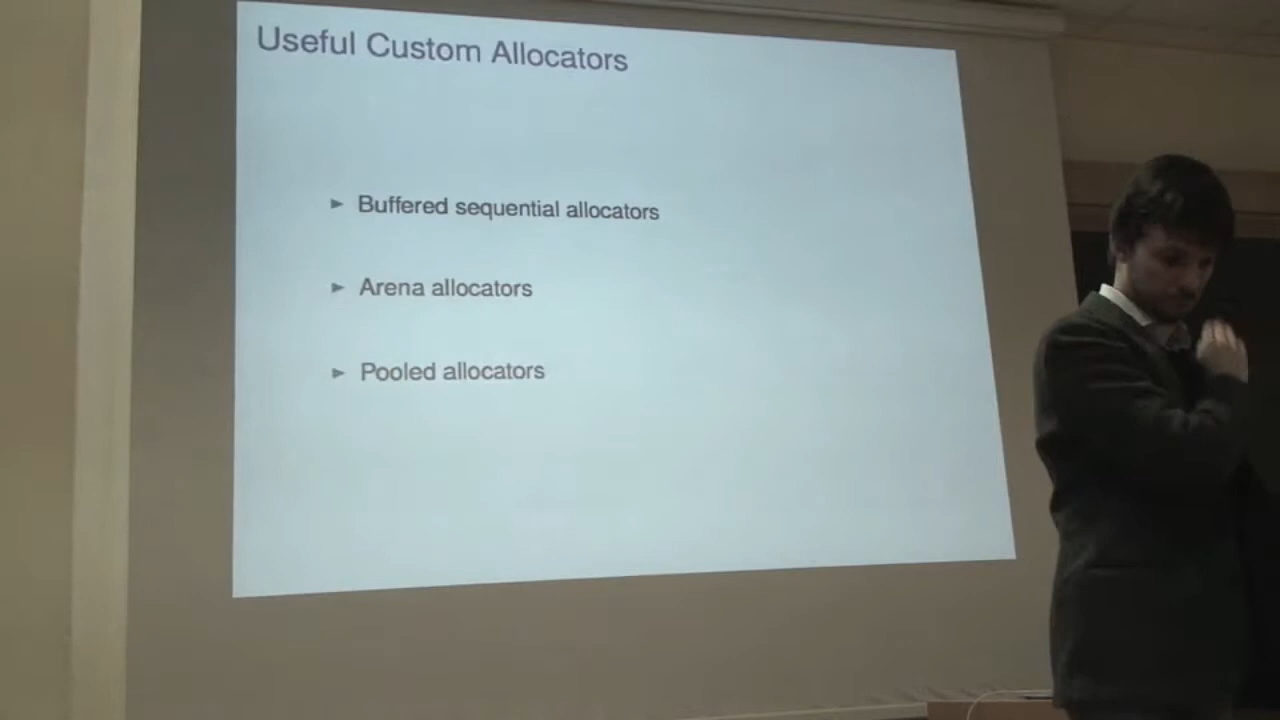 Useful Custom Allocators
► Buffered sequential allocators
► Arena allocators
► Pooled allocators